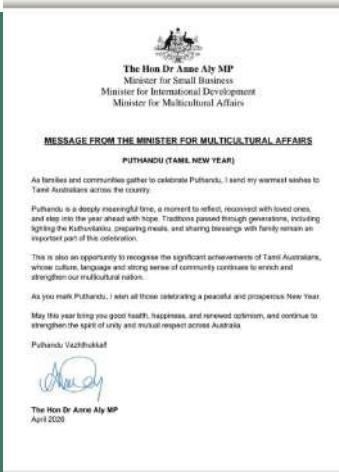 The Hon Dr Anne Aly MP
Minister for Small Business
Minister for International Development
Minister for Multicultural Affairs
MESSAGE FROM THE MINISTER FOR MULTICULTURAL AFFAIRS
PUTHANDU (TAMIL NEW YEAR)
As families and communities gather to celebrate Puthandu, I send my warmest wishes to
Tamil Australians across the country.
Puthandu is a deeply meaningful time, a moment to reflect, reconnect with loved ones,
and step into the year ahead with hope. Traditions passed through generations, including
lighting the Kuthuvilakku, preparing meals, and sharing blessings with family remain an
important part of this celebration.
This is also an opportunity to recognise the significant achievements of Tamil Australians,
whose culture, language and strong sense of community continues to enrich and
strengthen our multicultural nation.
As you mark Puthandu, I wish all those celebrating a peaceful and prosperous New Year.
May this year bring you good health, happiness, and renewed optimism, and continue to
strengthen the spirit of unity and mutual respect across Australia.
Puthandu Vazhthukkal!
The Hon Dr Anne Aly MP
April 2026